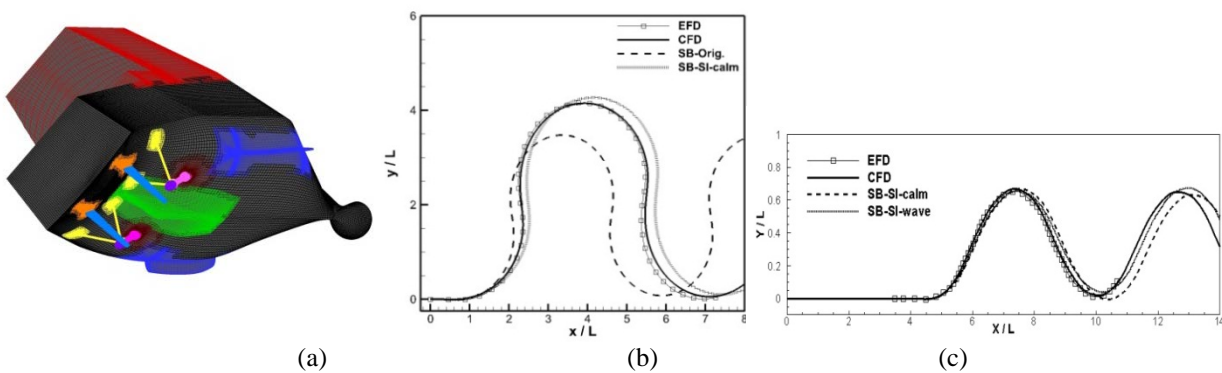 6
EFD
CFD
SB-Orig.
SB-SI-calm
4
y / L
2
0
0 1 2 3 4 5 6 7 8
x / L
1
EFD
0.8
CFD
SB-SI-calm
0.6
SB-SI-wave
Y / L
0.4
0.2
0
0 2 4 6 8 10 12 14
X / L
(a) (b) (c)